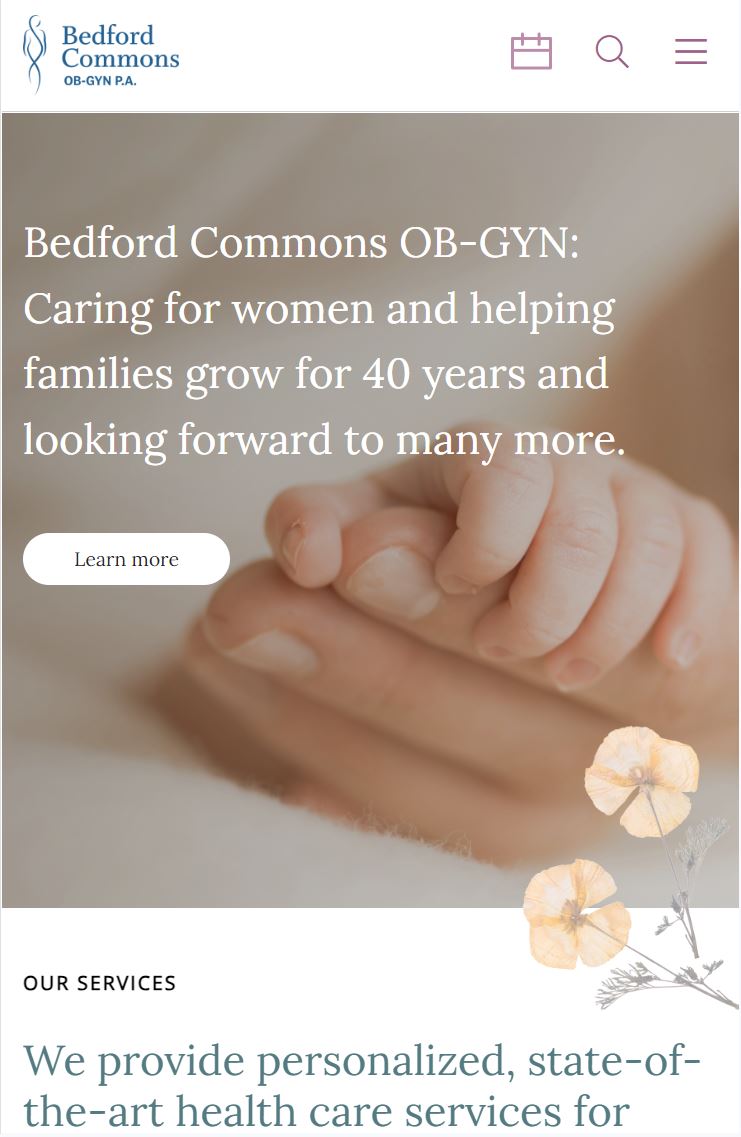 Bedford
Commons
OB-GYN P.A.
Bedford Commons OB-GYN:
Caring for women and helping
families grow for 40 years and
looking forward to many more.
Learn more
OUR SERVICES
We provide personalized, state-of-
the-art health care services for